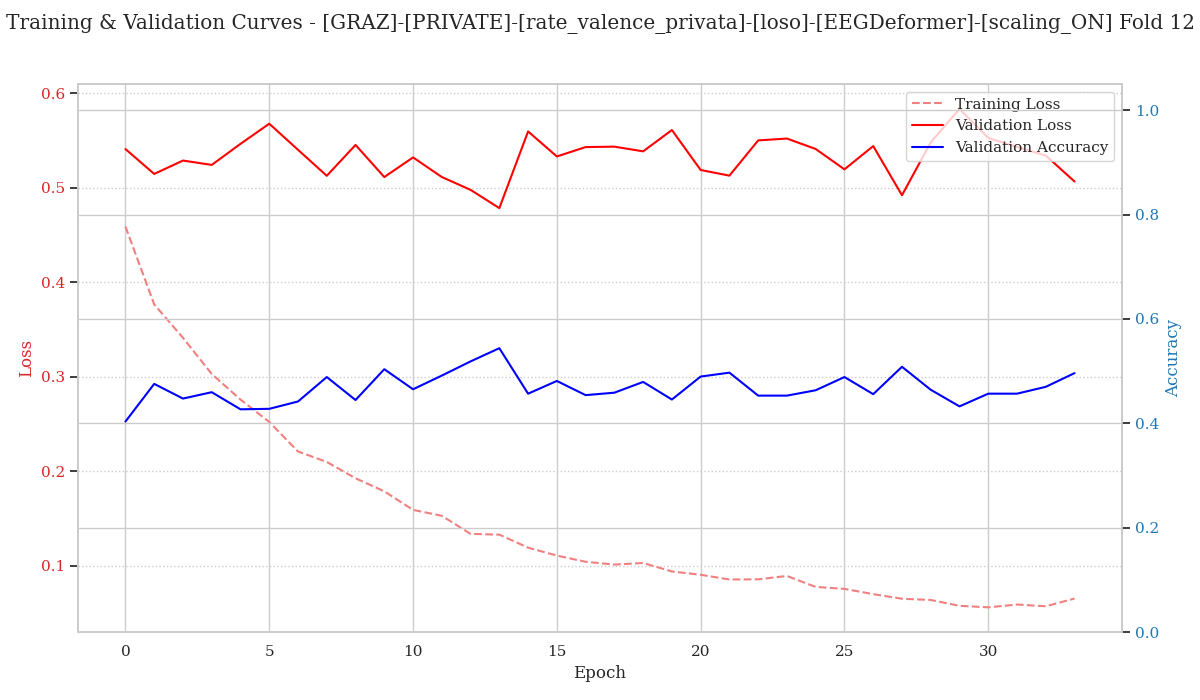 Training & Validation Curves - [GRAZ]-[PRIVATE]-[rate_valence_privata]-[loso]-[EEGDeformer]-[scaling_ON] Fold 12
Training Loss
Validation Loss
Validation Accuracy
Loss
0.6
0.5
0.4
0.3
0.2
0.1
1.0
0.8
0.6
0.4
0.2
0.0
Accuracy
0 5 10 15 20 25 30
Epoch